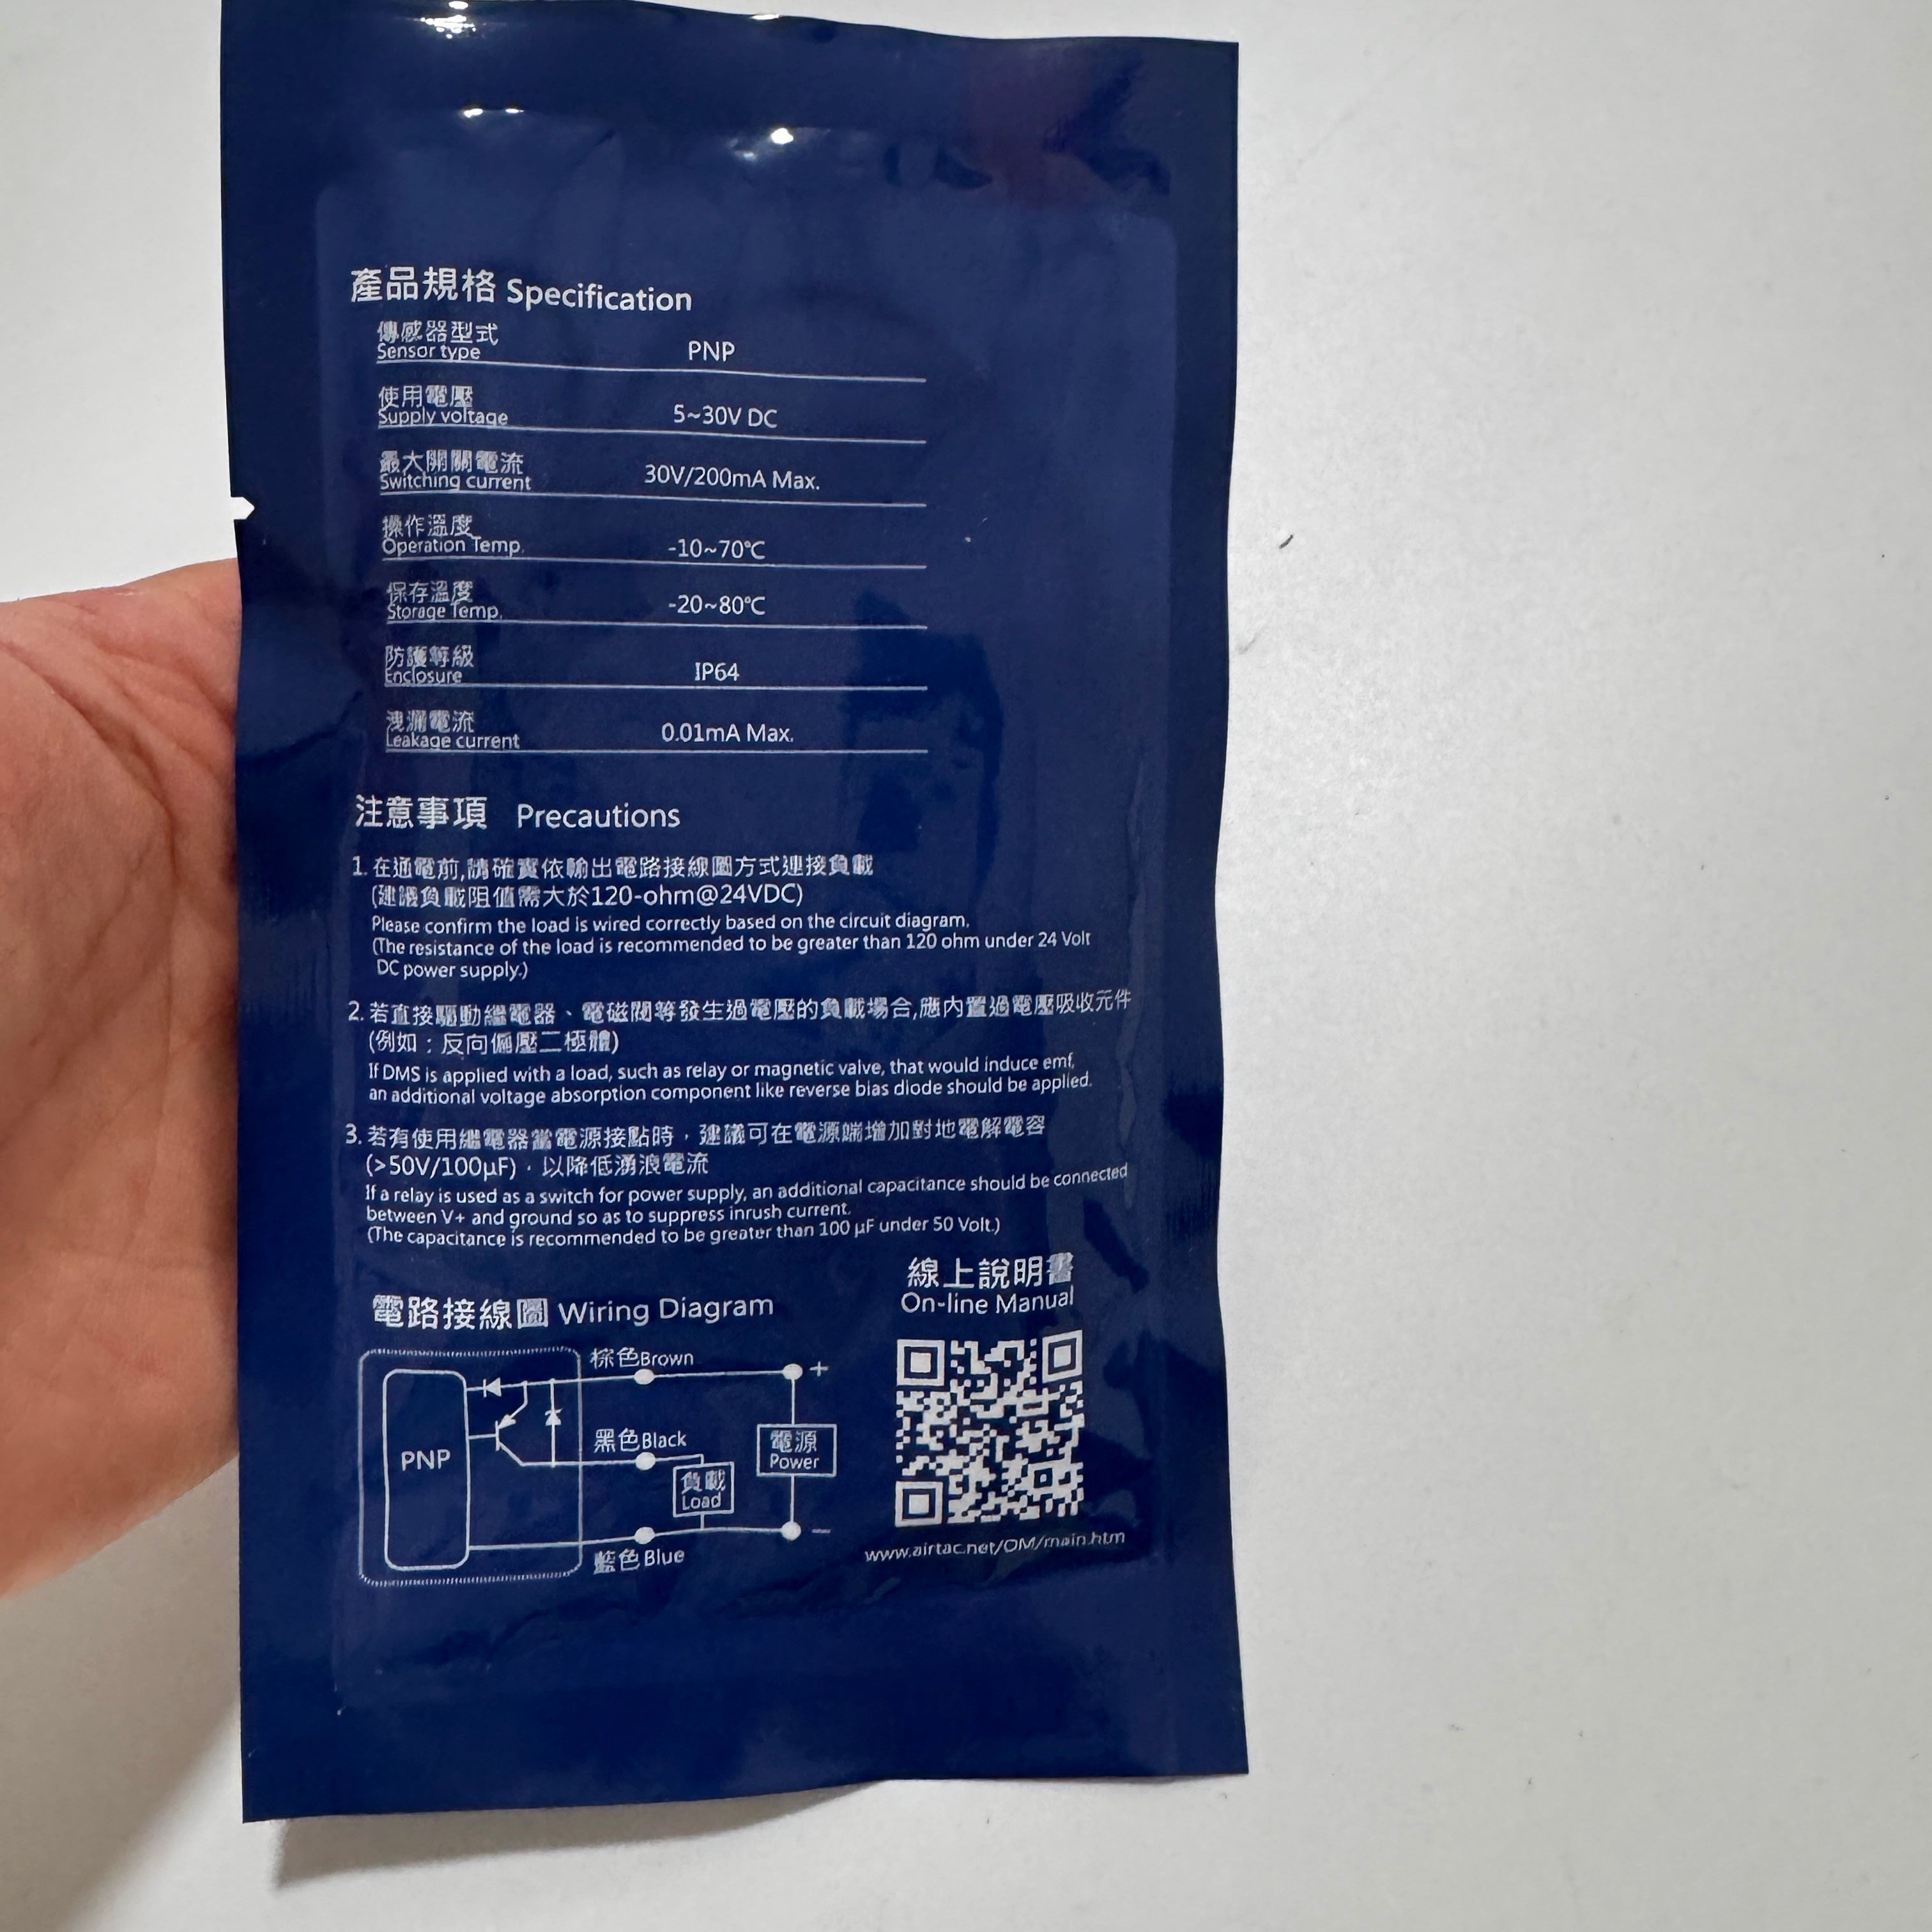 產品規格 Specification
傳感器型式
Sensor type PNP
使用電壓
Supply voltage 5~30V DC
最大開關電流
Switching current 30V/200mA Max.
操作溫度
Operation Temp. -10~70℃
保存溫度
Storage Temp. -20~80℃
防護等級
Enclosure IP64
洩漏電流
Leakage current 0.01mA Max.
注意事項 Precautions
1. 在通電前,請確實依輸出電路接線圖方式連接負載
(建議負載阻值需大於120-ohm@24VDC)
Please confirm the load is wired correctly based on the circuit diagram.
(The resistance of the load is recommended to be greater than 120 ohm under 24 Volt
DC power supply.)
2. 若直接驅動繼電器、電磁閥等發生過電壓的負載場合,應內置過電壓吸收元件
(例如：反向偏壓二極體)
If DMS is applied with a load, such as relay or magnetic valve, that would induce emf,
an additional voltage absorption component like reverse bias diode should be applied.
3. 若有使用繼電器當電源接點時，建議可在電源端增加對地電解電容
(>50V/100μF)，以降低湧浪電流
If a relay is used as a switch for power supply, an additional capacitance should be connected
between V+ and ground so as to suppress inrush current.
(The capacitance is recommended to be greater than 100 μF under 50 Volt.)
電路接線圖 Wiring Diagram
PNP
棕色Brown
+
黑色Black
負載
Load
電源
Power
藍色Blue
−
線上說明書
On-line Manual
www.airtac.net/OM/main.htm